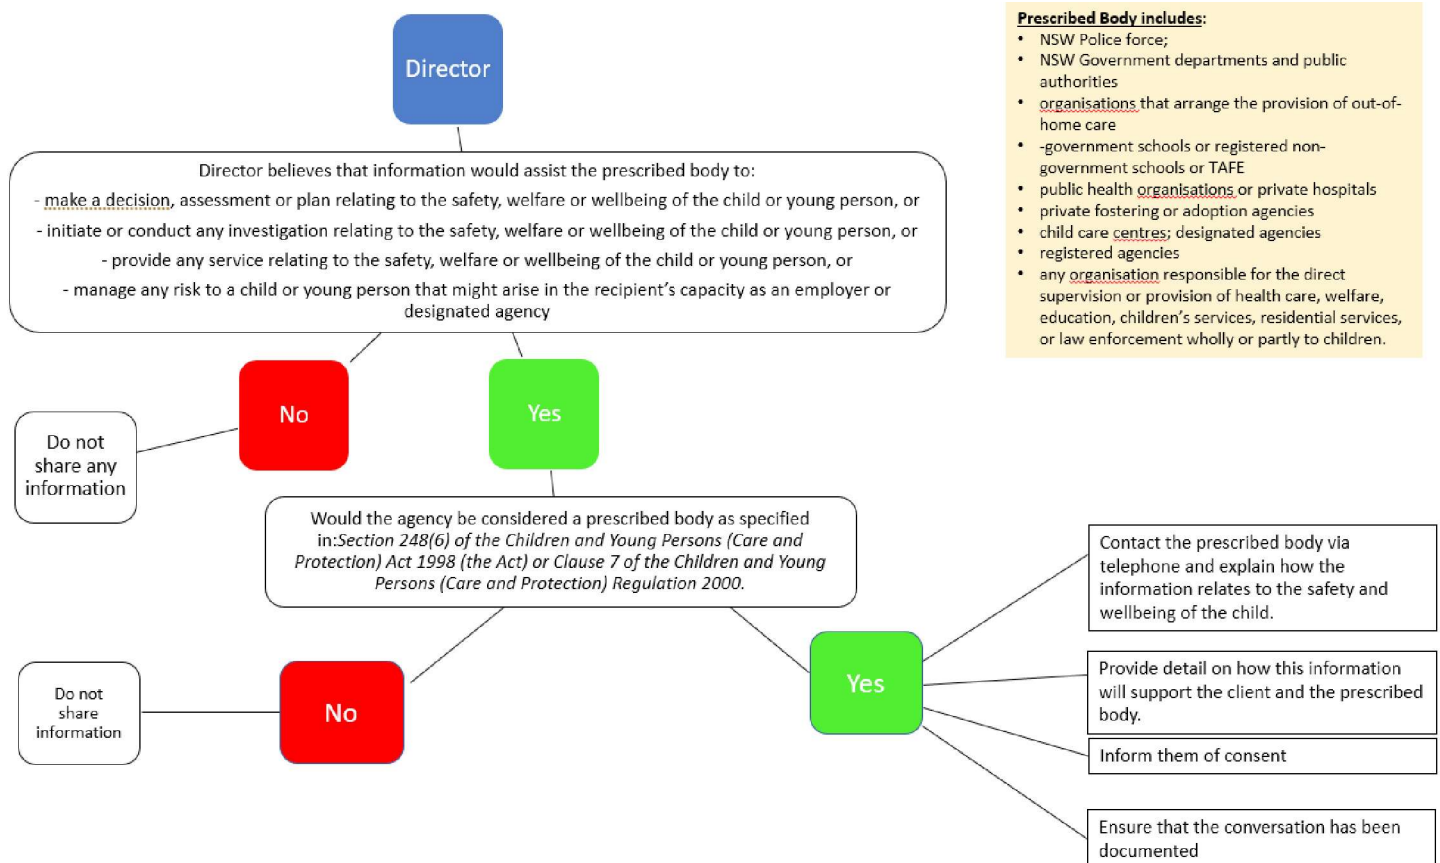 Director
Prescribed Body includes:
• NSW Police force;
• NSW Government departments and public
authorities
• organisations that arrange the provision of out-of-
home care
• -government schools or registered non-
government schools or TAFE
• public health organisations or private hospitals
• private fostering or adoption agencies
• child care centres; designated agencies
• registered agencies
• any organisation responsible for the direct
supervision or provision of health care, welfare,
education, children's services, residential services,
or law enforcement wholly or partly to children.
Director believes that information would assist the prescribed body to:
- make a decision, assessment or plan relating to the safety, welfare or wellbeing of the child or young person, or
- initiate or conduct any investigation relating to the safety, welfare or wellbeing of the child or young person, or
- provide any service relating to the safety, welfare or wellbeing of the child or young person, or
- manage any risk to a child or young person that might arise in the recipient's capacity as an employer or
designated agency
No
Yes
Do not
share any
information
Would the agency be considered a prescribed body as specified
in:Section 248(6) of the Children and Young Persons (Care and
Protection) Act 1998 (the Act) or Clause 7 of the Children and Young
Persons (Care and Protection) Regulation 2000.
No
Do not
share
information
Yes
Contact the prescribed body via
telephone and explain how the
information relates to the safety and
wellbeing of the child.
Provide detail on how this information
will support the client and the prescribed
body.
Inform them of consent
Ensure that the conversation has been
documented